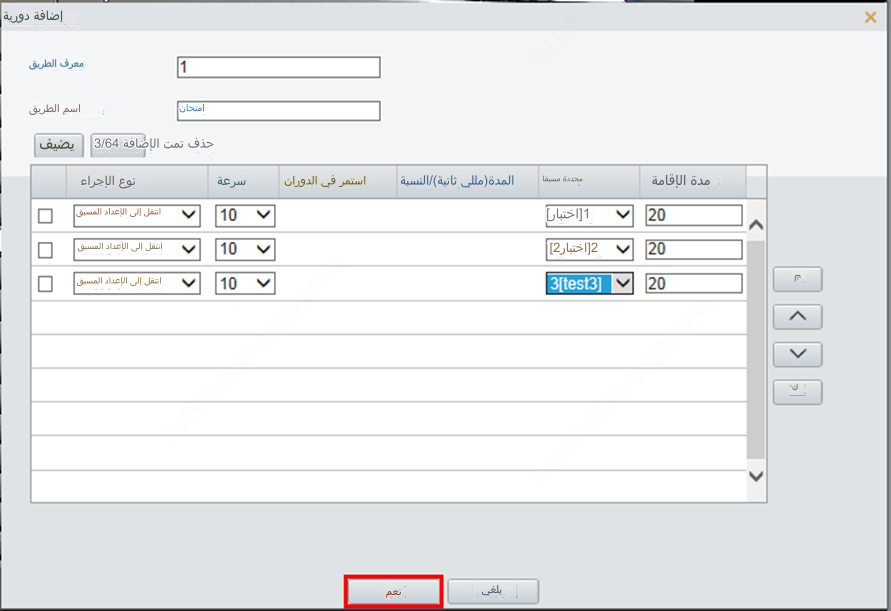 إضافة دورية
معرف الطريق 1
اسم الطريق امتحان
يضيف حذف تمت الإضافة 3/64
نوع الإجراء سرعة استمر في الدوران المدة(مللي ثانية)/النسبة محددة مسبقا مدة الإقامة
انتقل إلى الإعداد المسبق 10 1[اختبار] 20
انتقل إلى الإعداد المسبق 10 2[اختبار2] 20
انتقل إلى الإعداد المسبق 10 3[test3] 20
نعم يلغي